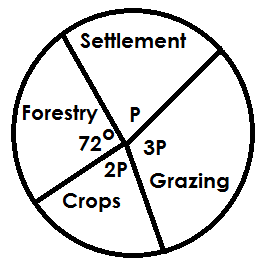 Settlement
Forestry
P
72°
3P
2P
Grazing
Crops